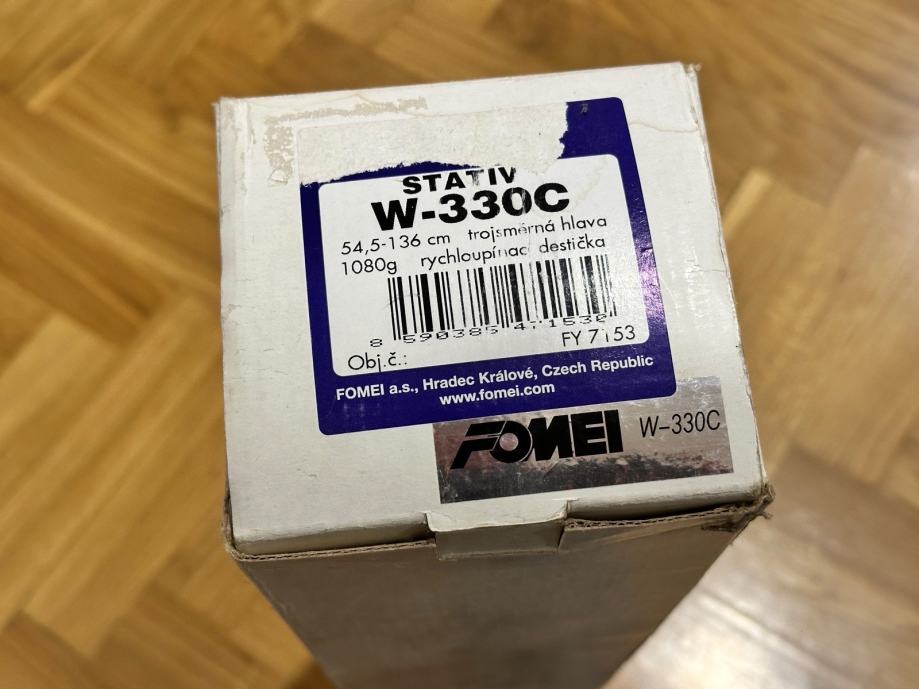 STATIV
W-330C
54,5-136 cm trojsměrná hlava
1080g rychloupínací destička
8 590385 471530
Obj.č.: FY 7153
FOMEI a.s., Hradec Králové, Czech Republic
www.fomei.com
FOMEI W-330C